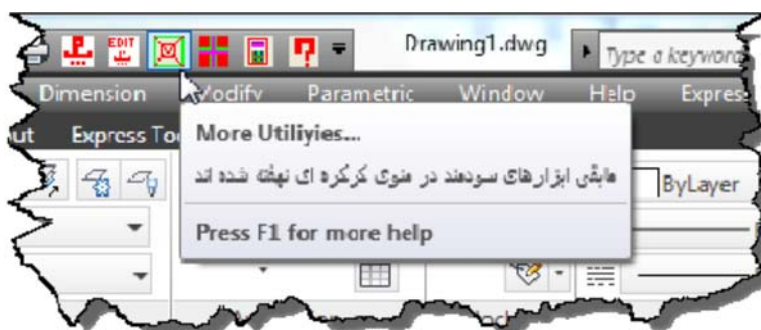 EDIT
Drawing1.dwg
Type a keyword
Dimension Modify Parametric Window Help Expres
ut Express To
More Utiliyies...
مابقی ابزارهای سودمند در منوی کرکره ای نهفته شده اند
ByLayer
Press F1 for more help